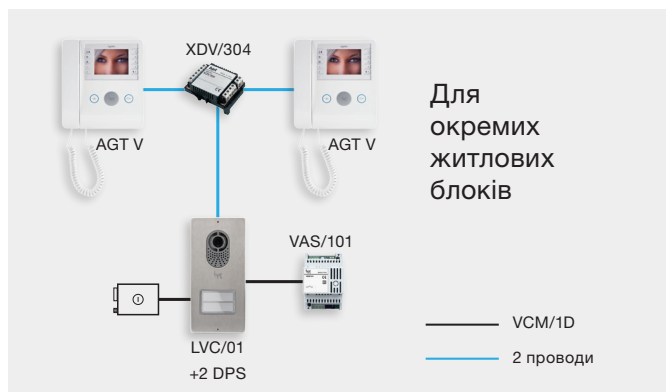 XDV/304
AGT V
AGT V
Для
окремих
житлових
блоків
VAS/101
LVC/01
+2 DPS
VCM/1D
2 проводи